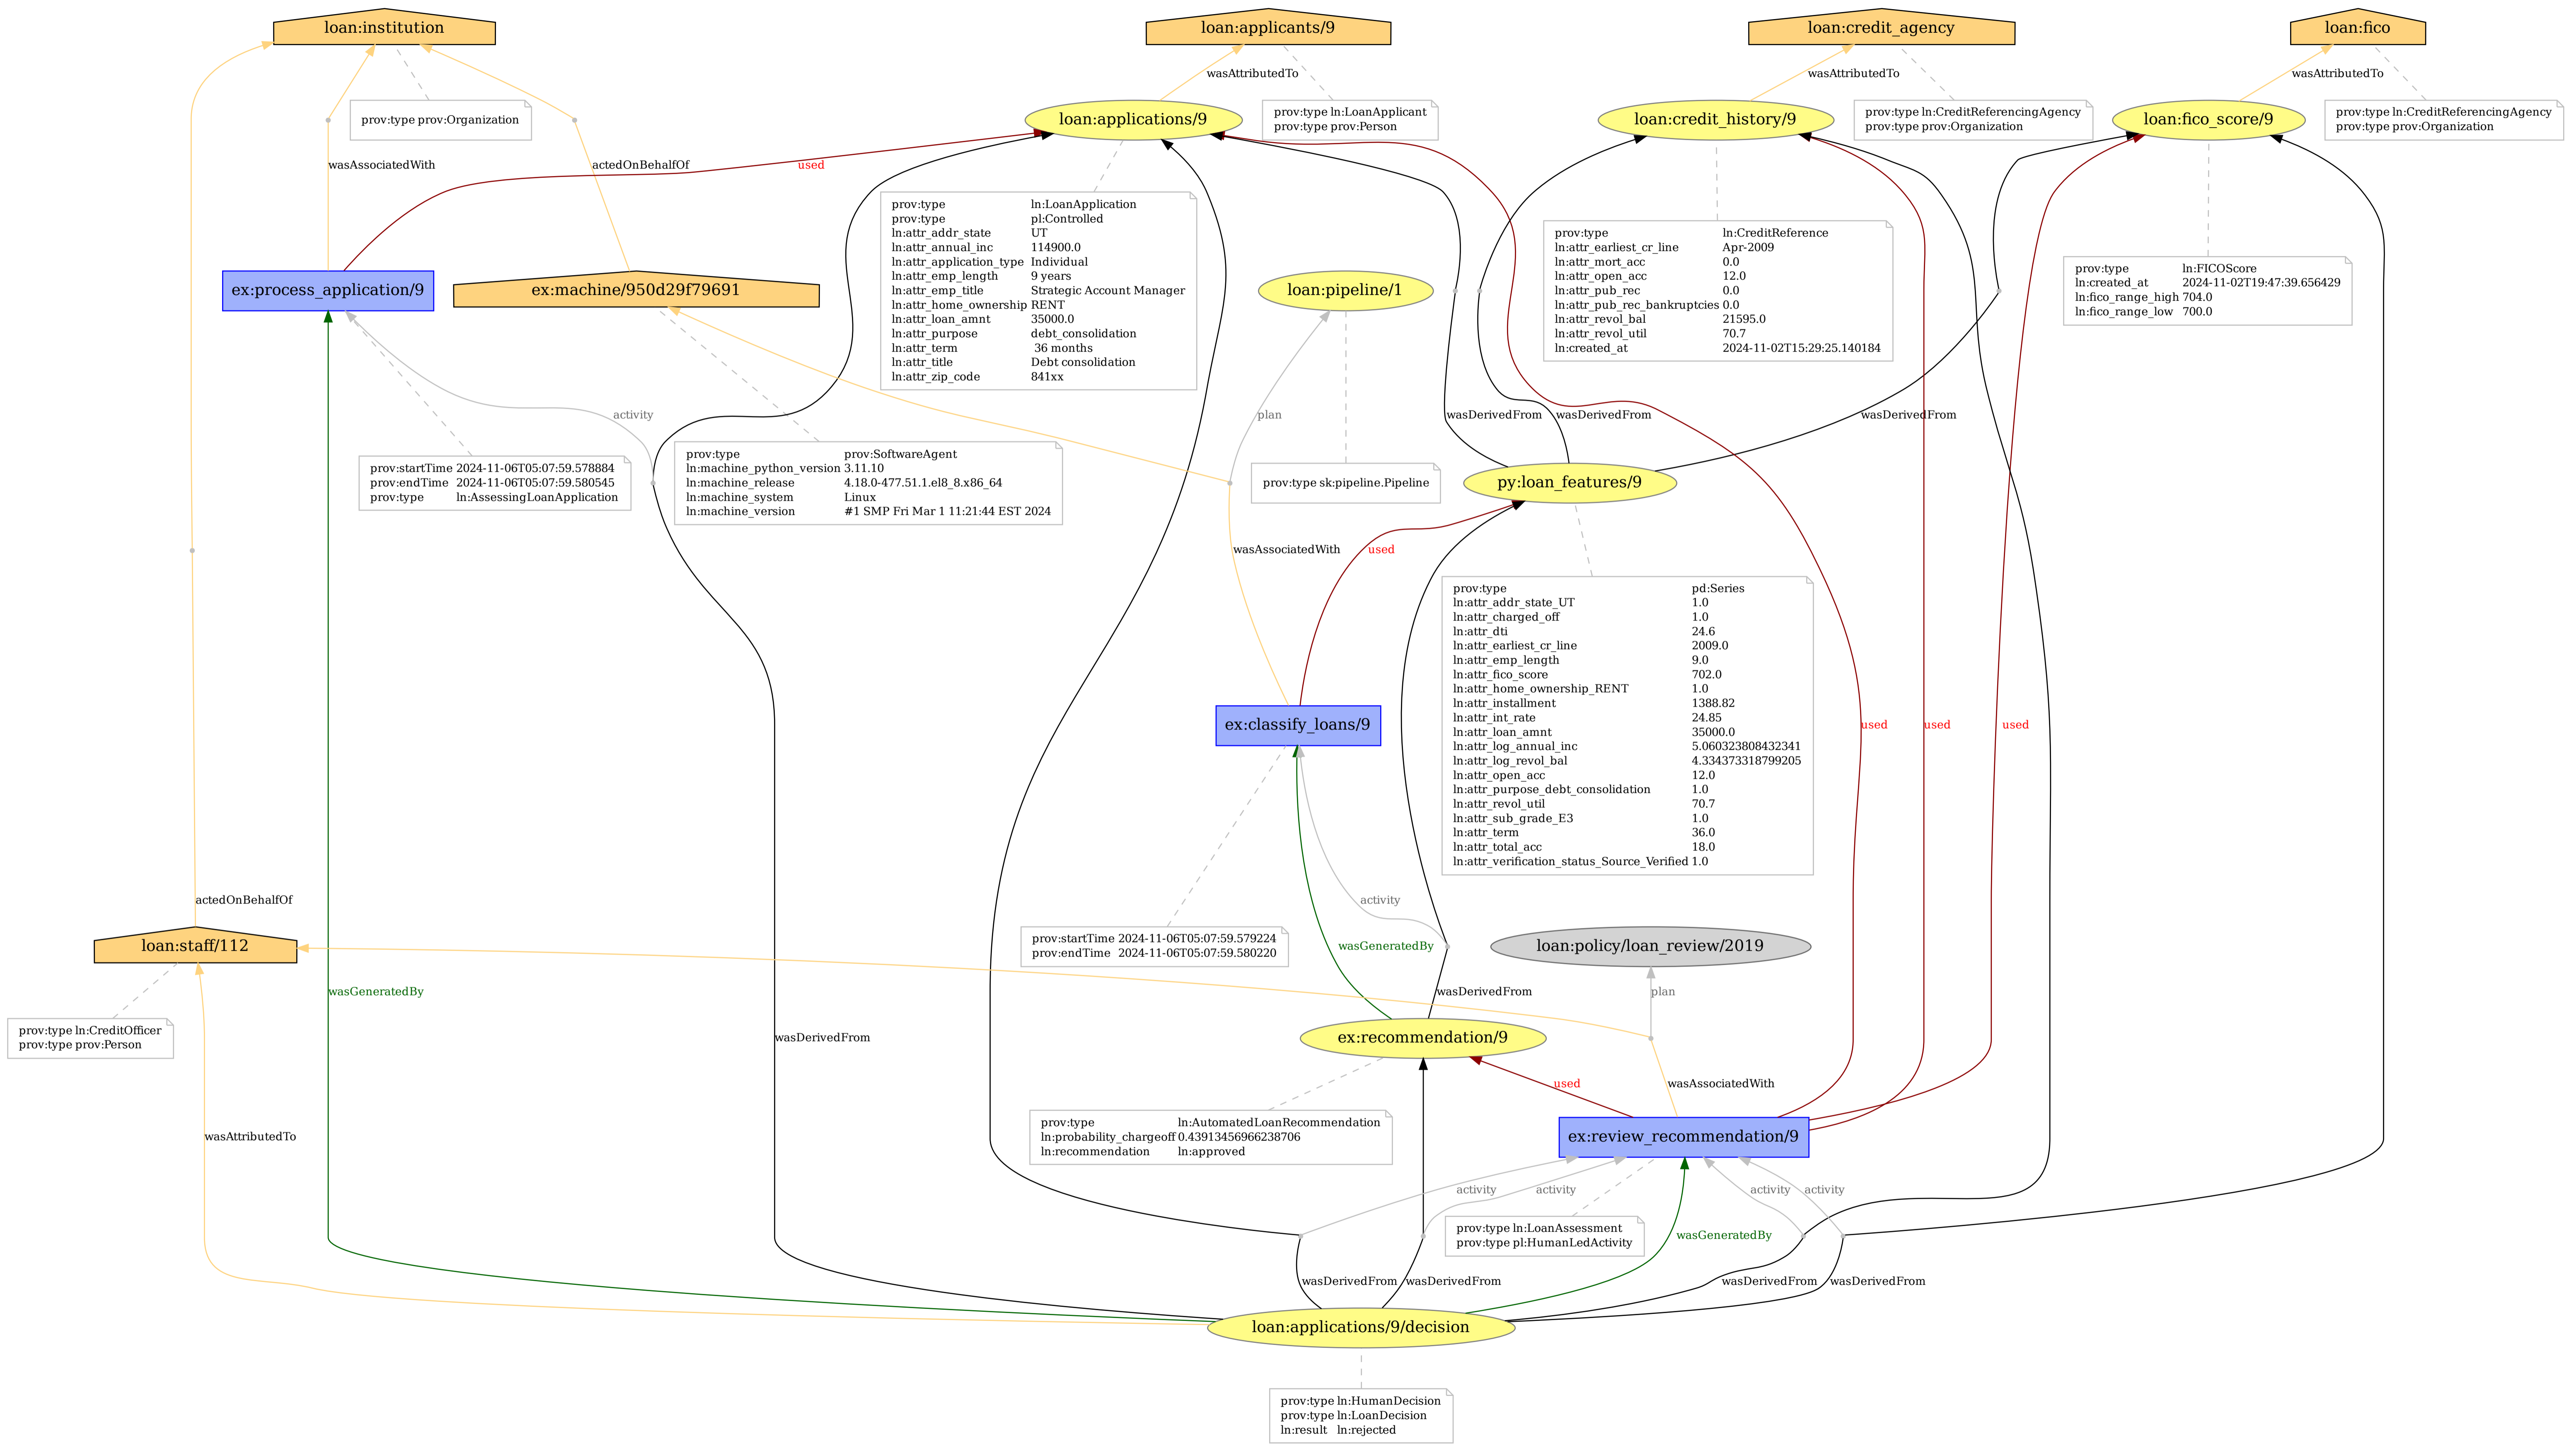 loan:institution
loan:applicants/9
loan:credit_agency
loan:fico
wasAttributedTo
wasAttributedTo
wasAttributedTo
prov:type prov:Organization
loan:applications/9
prov:type ln:LoanApplicant
prov:type prov:Person
loan:credit_history/9
prov:type ln:CreditReferencingAgency
prov:type prov:Organization
loan:fico_score/9
prov:type ln:CreditReferencingAgency
prov:type prov:Organization
wasAssociatedWith
actedOnBehalfOf
used
prov:type ln:LoanApplication
prov:type pl:Controlled
ln:attr_addr_state UT
ln:attr_annual_inc 114900.0
ln:attr_application_type Individual
ln:attr_emp_length 9 years
ln:attr_emp_title Strategic Account Manager
ln:attr_home_ownership RENT
ln:attr_loan_amnt 35000.0
ln:attr_purpose debt_consolidation
ln:attr_term 36 months
ln:attr_title Debt consolidation
ln:attr_zip_code 841xx
prov:type ln:CreditReference
ln:attr_earliest_cr_line Apr-2009
ln:attr_mort_acc 0.0
ln:attr_open_acc 12.0
ln:attr_pub_rec 0.0
ln:attr_pub_rec_bankruptcies 0.0
ln:attr_revol_bal 21595.0
ln:attr_revol_util 70.7
ln:created_at 2024-11-02T15:29:25.140184
prov:type ln:FICOScore
ln:created_at 2024-11-02T19:47:39.656429
ln:fico_range_high 704.0
ln:fico_range_low 700.0
ex:process_application/9
ex:machine/950d29f79691
loan:pipeline/1
activity
plan
wasDerivedFrom
wasDerivedFrom
wasDerivedFrom
prov:startTime 2024-11-06T05:07:59.578884
prov:endTime 2024-11-06T05:07:59.580545
prov:type ln:AssessingLoanApplication
prov:type prov:SoftwareAgent
ln:machine_python_version 3.11.10
ln:machine_release 4.18.0-477.51.1.el8_8.x86_64
ln:machine_system Linux
ln:machine_version #1 SMP Fri Mar 1 11:21:44 EST 2024
prov:type sk:pipeline.Pipeline
py:loan_features/9
wasAssociatedWith
used
prov:type pd:Series
ln:attr_addr_state_UT 1.0
ln:attr_charged_off 1.0
ln:attr_dti 24.6
ln:attr_earliest_cr_line 2009.0
ln:attr_emp_length 9.0
ln:attr_fico_score 702.0
ln:attr_home_ownership_RENT 1.0
ln:attr_installment 1388.82
ln:attr_int_rate 24.85
ln:attr_loan_amnt 35000.0
ln:attr_log_annual_inc 5.060323808432341
ln:attr_log_revol_bal 4.334373318799205
ln:attr_open_acc 12.0
ln:attr_purpose_debt_consolidation 1.0
ln:attr_revol_util 70.7
ln:attr_sub_grade_E3 1.0
ln:attr_term 36.0
ln:attr_total_acc 18.0
ln:attr_verification_status_Source_Verified 1.0
ex:classify_loans/9
used
used
used
actedOnBehalfOf
activity
loan:staff/112
prov:startTime 2024-11-06T05:07:59.579224
prov:endTime 2024-11-06T05:07:59.580220
wasGeneratedBy
loan:policy/loan_review/2019
wasGeneratedBy
wasDerivedFrom
plan
prov:type ln:CreditOfficer
prov:type prov:Person
wasDerivedFrom
ex:recommendation/9
used
wasAssociatedWith
wasAttributedTo
prov:type ln:AutomatedLoanRecommendation
ln:probability_chargeoff 0.43913456966238706
ln:recommendation ln:approved
ex:review_recommendation/9
activity
activity
activity
activity
prov:type ln:LoanAssessment
prov:type pl:HumanLedActivity
wasGeneratedBy
wasDerivedFrom
wasDerivedFrom
wasDerivedFrom
wasDerivedFrom
loan:applications/9/decision
prov:type ln:HumanDecision
prov:type ln:LoanDecision
ln:result ln:rejected